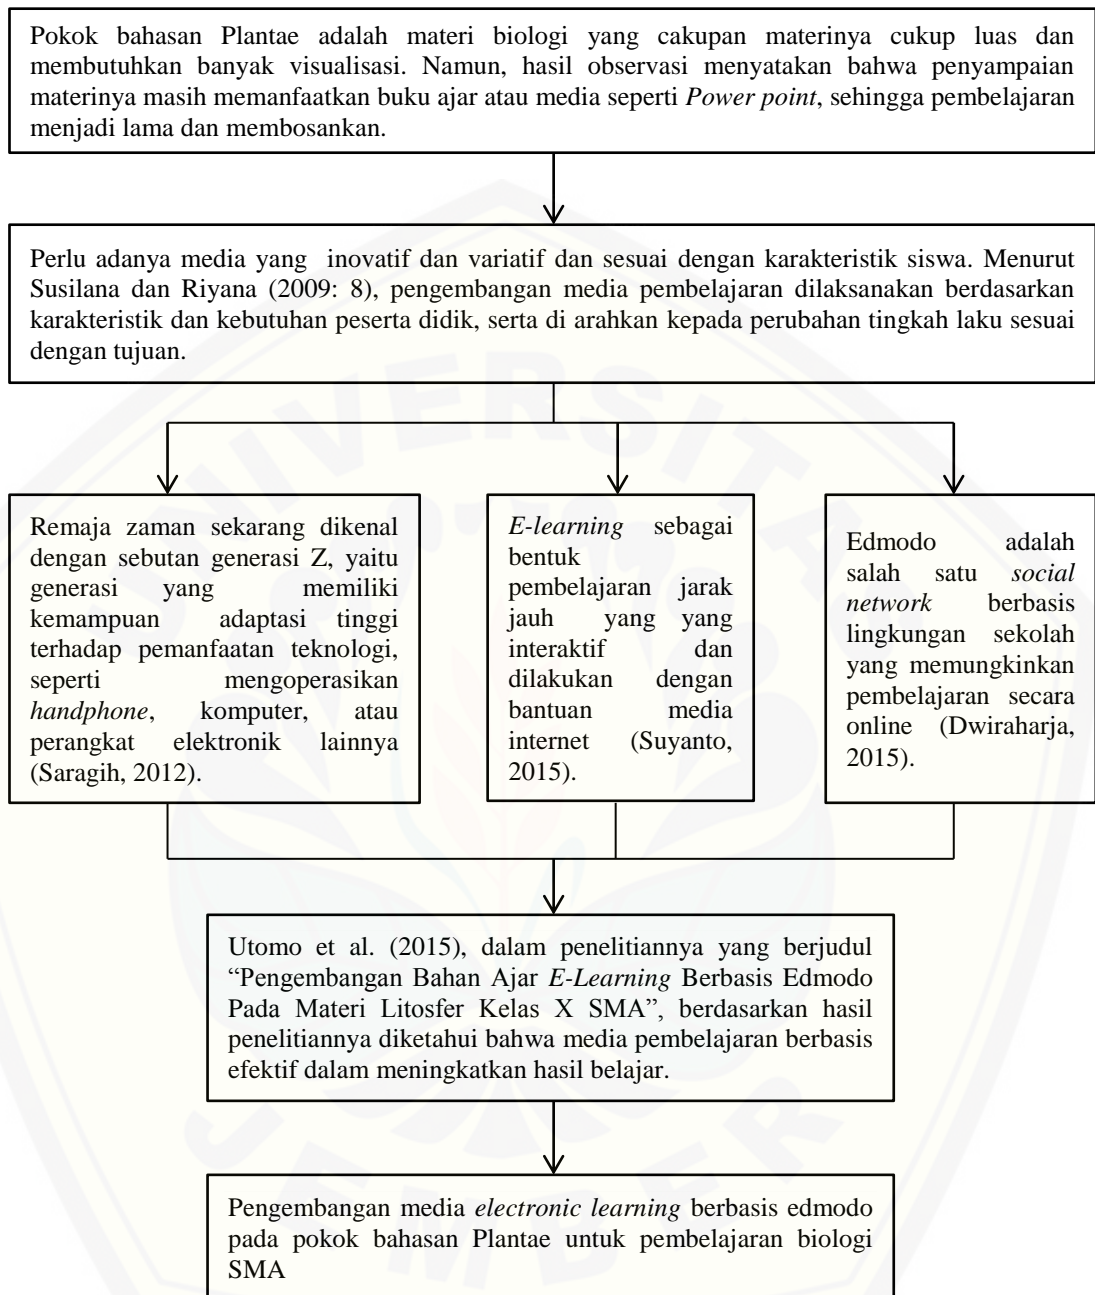 Pokok bahasan Plantae adalah materi biologi yang cakupan materinya cukup luas dan
membutuhkan banyak visualisasi. Namun, hasil observasi menyatakan bahwa penyampaian
materinya masih memanfaatkan buku ajar atau media seperti Power point, sehingga pembelajaran
menjadi lama dan membosankan.
Perlu adanya media yang inovatif dan variatif dan sesuai dengan karakteristik siswa. Menurut
Susilana dan Riyana (2009: 8), pengembangan media pembelajaran dilaksanakan berdasarkan
karakteristik dan kebutuhan peserta didik, serta di arahkan kepada perubahan tingkah laku sesuai
dengan tujuan.
Remaja zaman sekarang dikenal
dengan sebutan generasi Z, yaitu
generasi yang memiliki
kemampuan adaptasi tinggi
terhadap pemanfaatan teknologi,
seperti mengoperasikan
handphone, komputer, atau
perangkat elektronik lainnya
(Saragih, 2012).
E-learning sebagai
bentuk
pembelajaran jarak
jauh yang yang
interaktif dan
dilakukan dengan
bantuan media
internet (Suyanto,
2015).
Edmodo adalah
salah satu social
network berbasis
lingkungan sekolah
yang memungkinkan
pembelajaran secara
online (Dwiraharja,
2015).
Utomo et al. (2015), dalam penelitiannya yang berjudul
“Pengembangan Bahan Ajar E-Learning Berbasis Edmodo
Pada Materi Litosfer Kelas X SMA”, berdasarkan hasil
penelitiannya diketahui bahwa media pembelajaran berbasis
efektif dalam meningkatkan hasil belajar.
Pengembangan media electronic learning berbasis edmodo
pada pokok bahasan Plantae untuk pembelajaran biologi
SMA
UNIVERSITAS
JEMBER